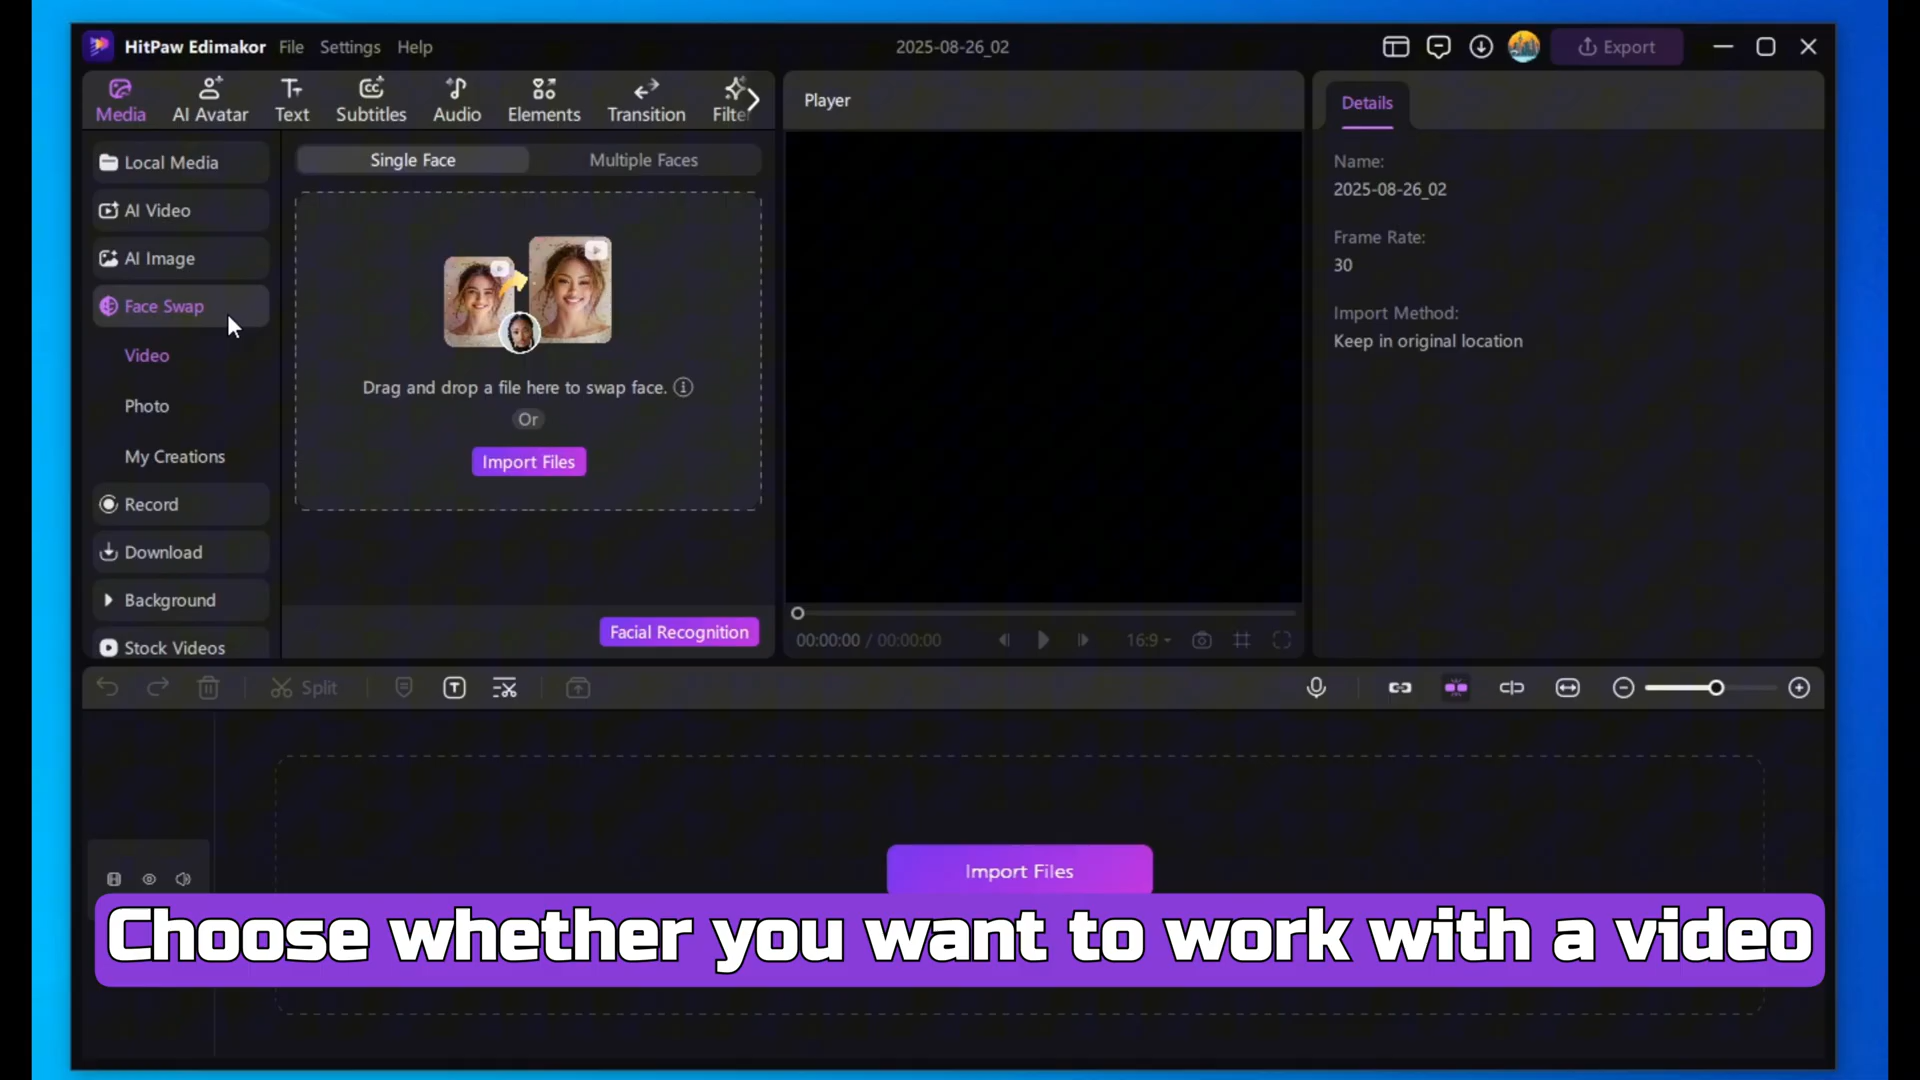 HitPaw Edimakor
File
Settings
Help
2025-08-26_02
Export
Media
AI Avatar
Text
Subtitles
Audio
Elements
Transition
Filte
Local Media
AI Video
AI Image
Face Swap
Video
Photo
My Creations
Record
Download
Background
Stock Videos
Single Face
Multiple Faces
Drag and drop a file here to swap face.
Or
Import Files
Facial Recognition
Player
00:00:00 / 00:00:00
16:9
Details
Name:
2025-08-26_02
Frame Rate:
30
Import Method:
Keep in original location
Split
Import Files
Choose whether you want to work with a video